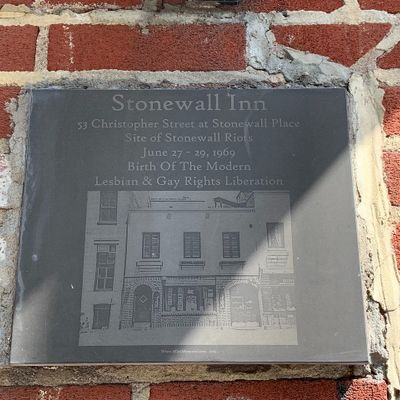 Stonewall Inn
53 Christopher Street at Stonewall Place
Site of Stonewall Riots
June 27 - 29, 1969
Birth Of The Modern
Lesbian & Gay Rights Liberation